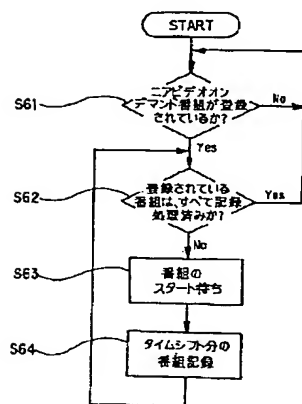 START
S61
ニアビデオオン
デマンド番組が登録
されているか?
No
Yes
S62
登録されている
番組は、すべて記録
処理済みか?
Yes
No
S63
番組の
スタート待ち
S64
タイムシフト分の
番組記録